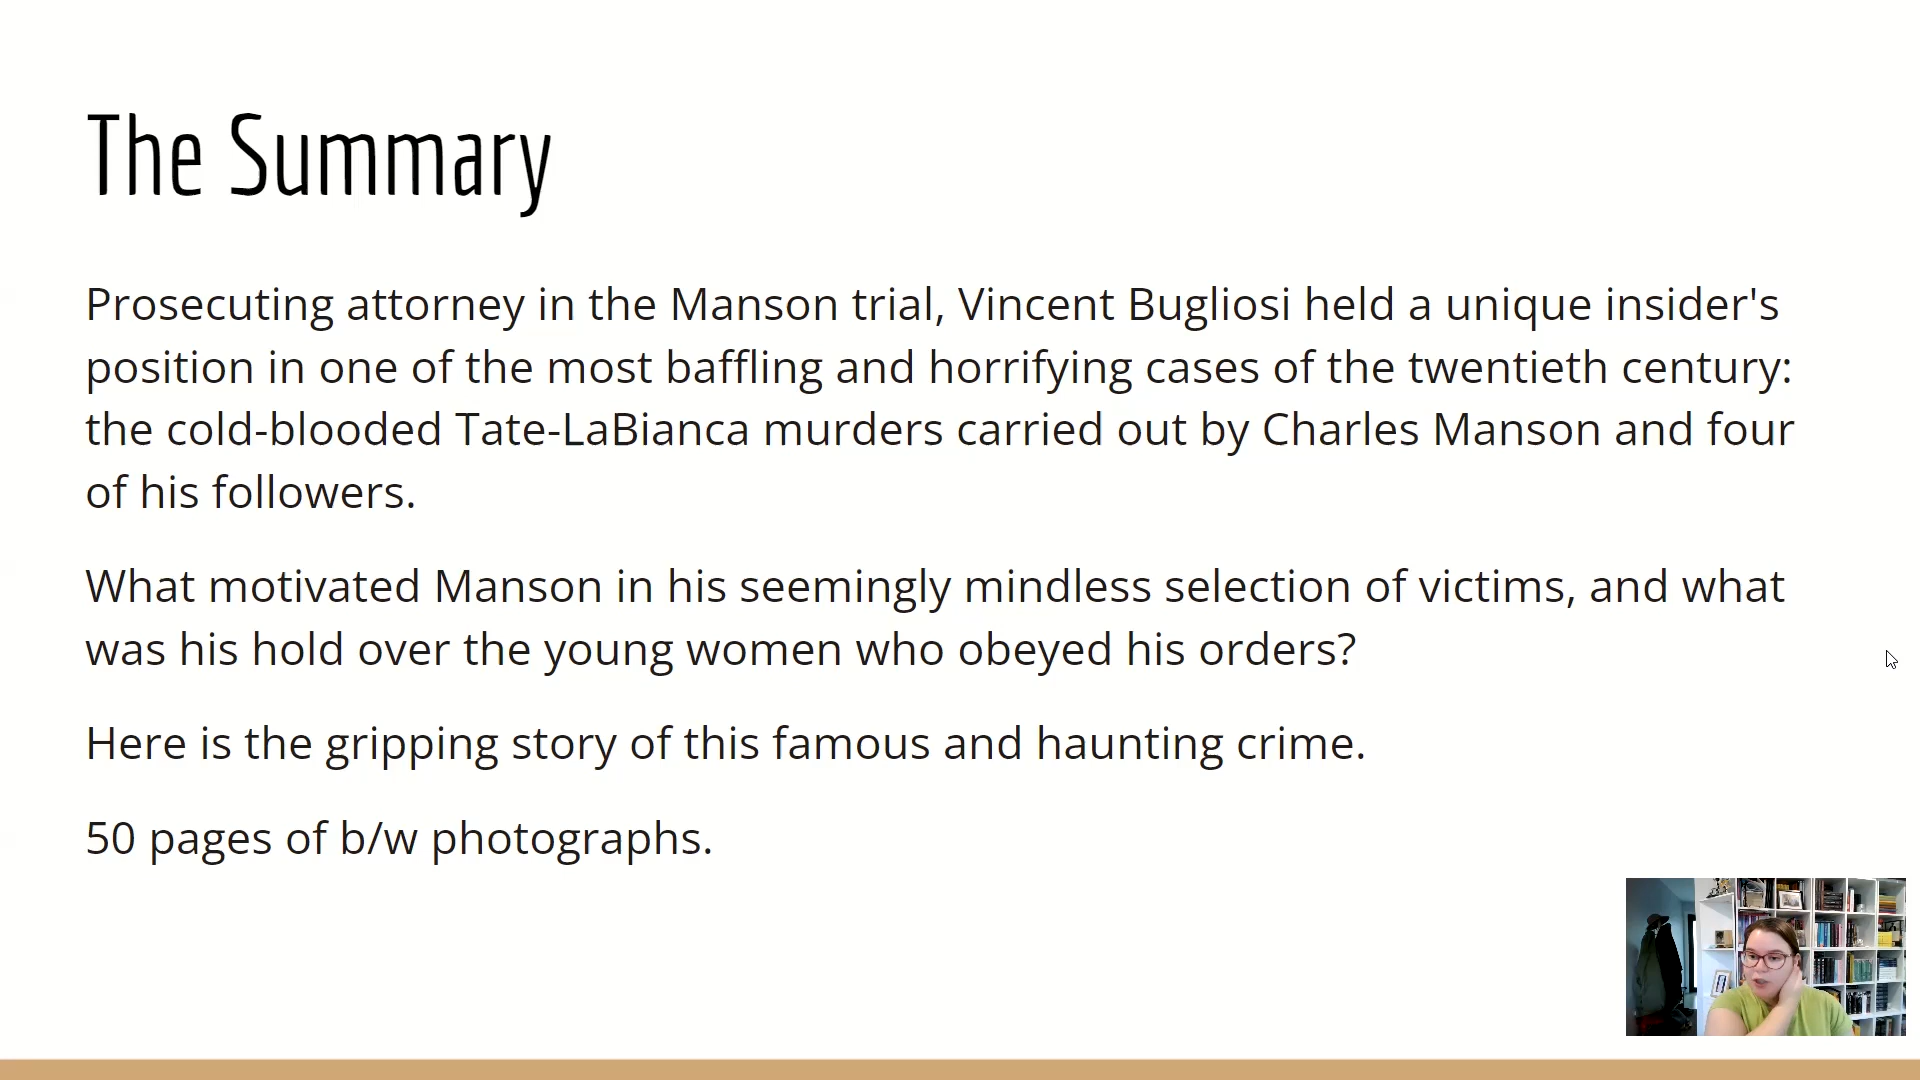 The Summary
Prosecuting attorney in the Manson trial, Vincent Bugliosi held a unique insider's
position in one of the most baffling and horrifying cases of the twentieth century:
the cold-blooded Tate-LaBianca murders carried out by Charles Manson and four
of his followers.
What motivated Manson in his seemingly mindless selection of victims, and what
was his hold over the young women who obeyed his orders?
Here is the gripping story of this famous and haunting crime.
50 pages of b/w photographs.